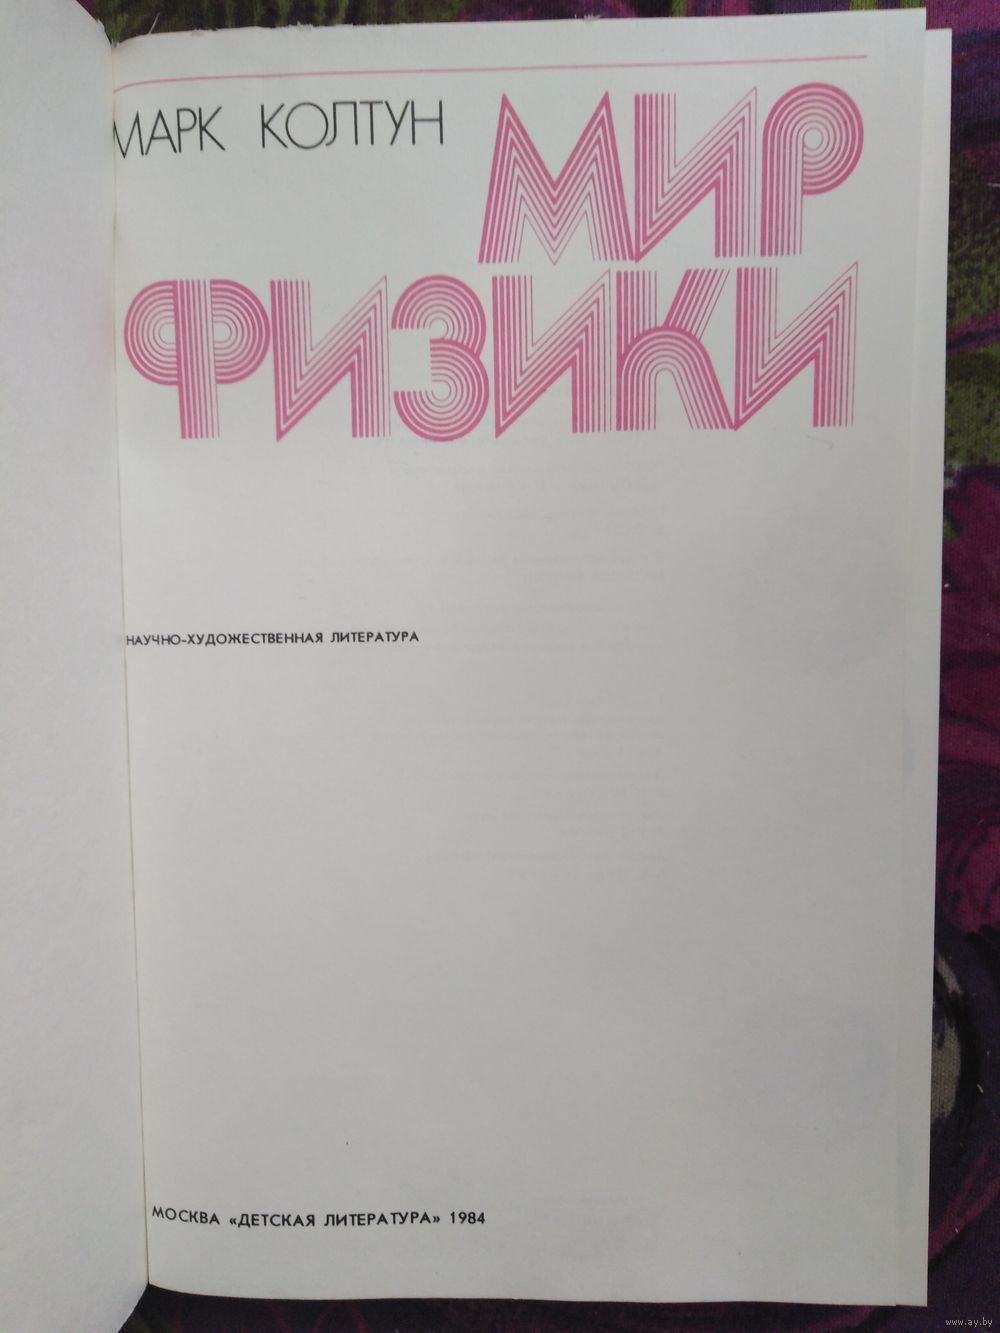 МАРК КОЛТУН
МИР
ФИЗИКИ
НАУЧНО-ХУДОЖЕСТВЕННАЯ ЛИТЕРАТУРА
МОСКВА «ДЕТСКАЯ ЛИТЕРАТУРА» 1984
www.ay.by